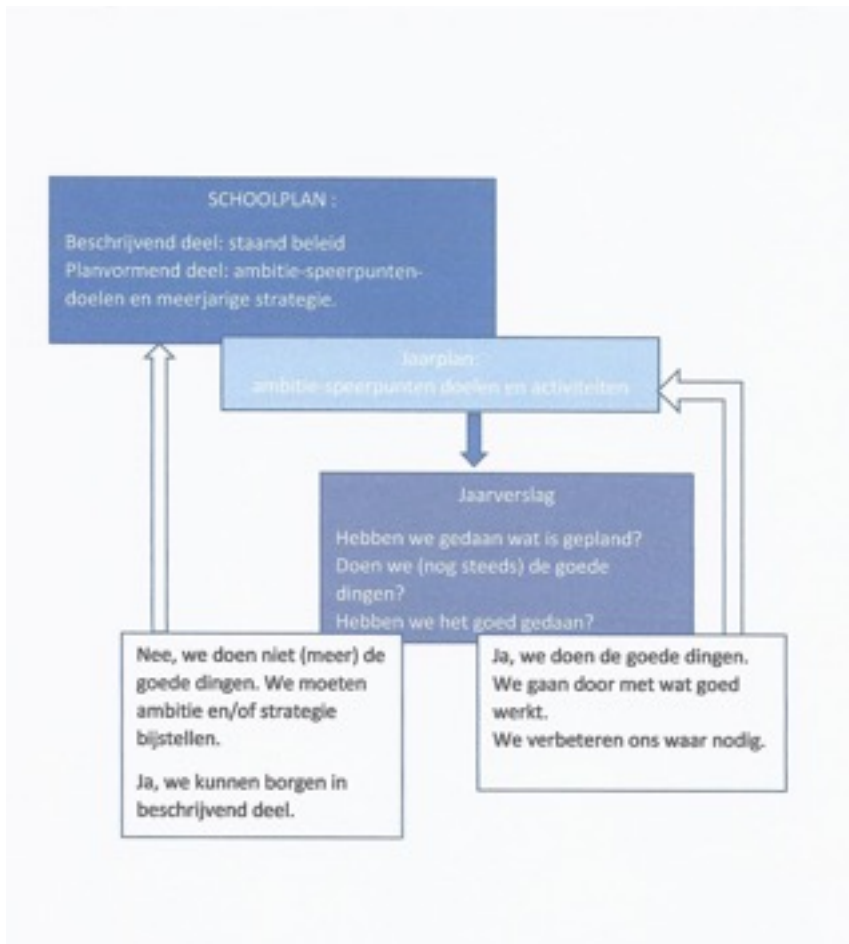 SCHOOLPLAN :
Beschrijvend deel: staand beleid
Planvormend deel: ambitie-speerpunten-
doelen en meerjarige strategie.
Jaarplan:
ambitie-speerpunten doelen en activiteiten
Jaarverslag
Hebben we gedaan wat is gepland?
Doen we (nog steeds) de goede
dingen?
Hebben we het goed gedaan?
Nee, we doen niet (meer) de
goede dingen. We moeten
ambitie en/of strategie
bijstellen.
Ja, we kunnen borgen in
beschrijvend deel.
Ja, we doen de goede dingen.
We gaan door met wat goed
werkt.
We verbeteren ons waar nodig.